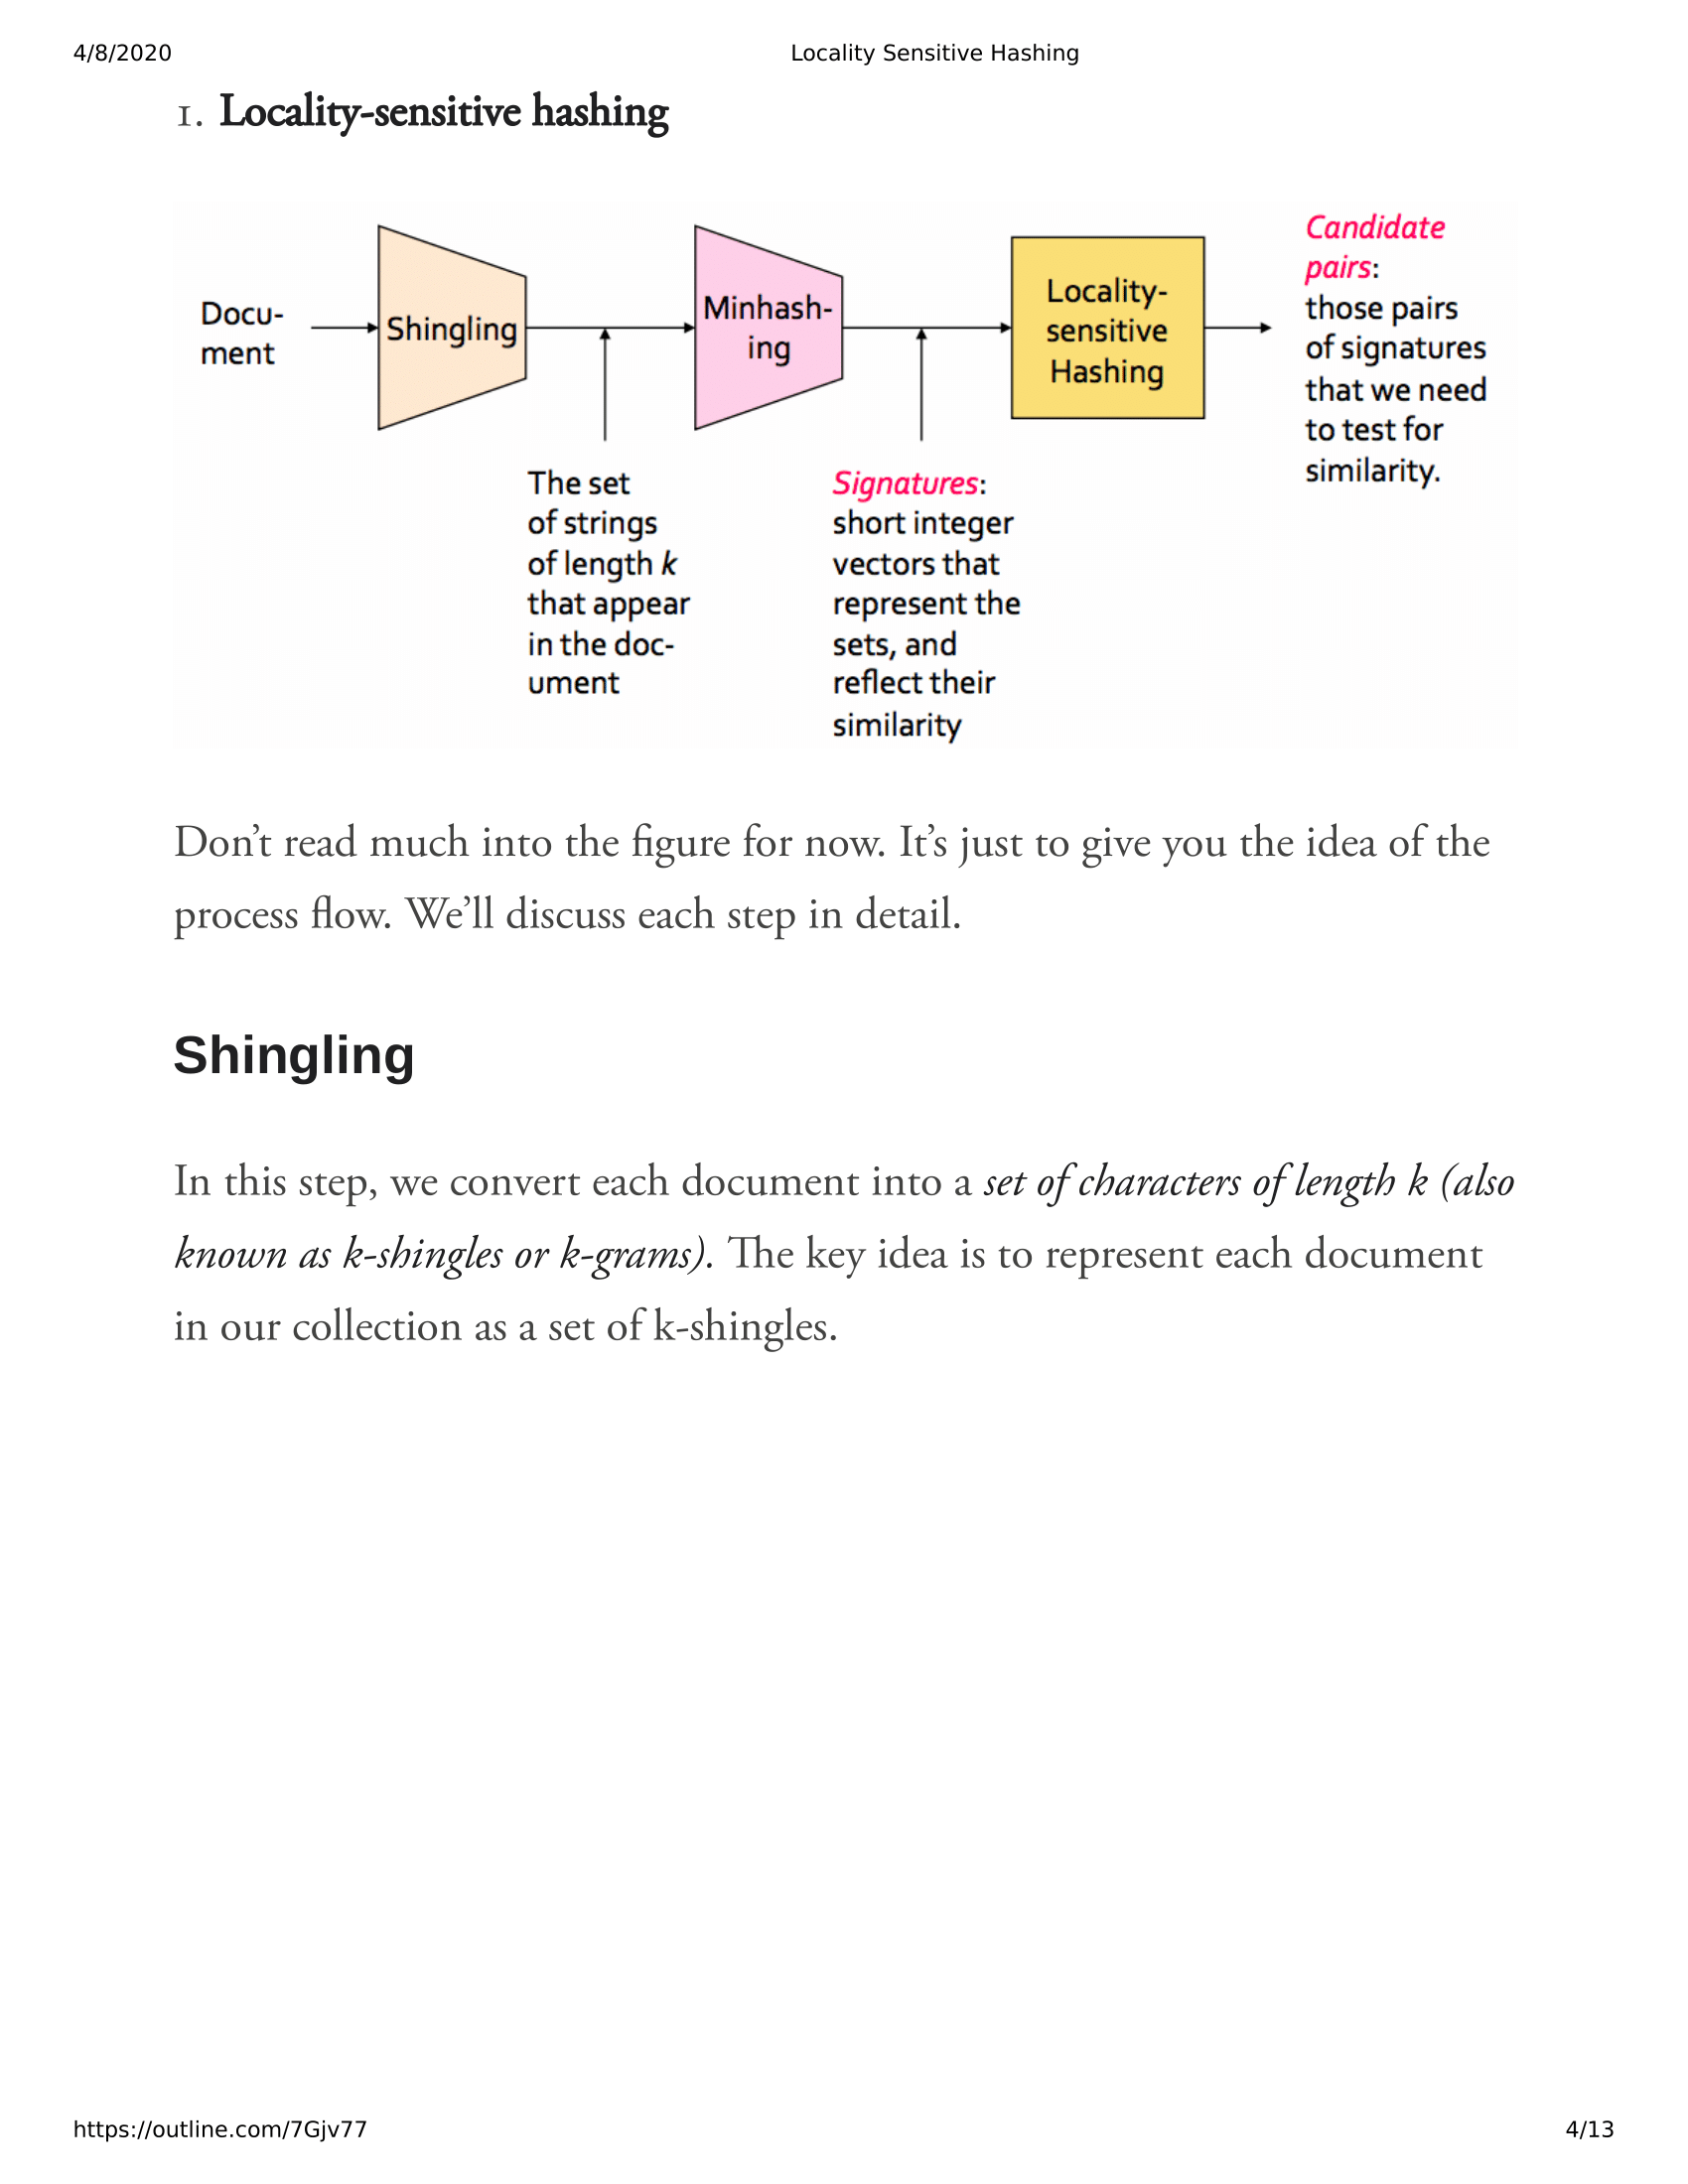 4/8/2020
Locality Sensitive Hashing
1. Locality-sensitive hashing
Docu-
ment
Shingling
Minhash-
ing
Locality-
sensitive
Hashing
Candidate
pairs:
those pairs
of signatures
that we need
to test for
similarity.
The set
of strings
of length k
that appear
in the doc-
ument
Signatures:
short integer
vectors that
represent the
sets, and
reflect their
similarity
Don’t read much into the figure for now. It’s just to give you the idea of the
process flow. We’ll discuss each step in detail.
Shingling
In this step, we convert each document into a set of characters of length k (also
known as k-shingles or k-grams). The key idea is to represent each document
in our collection as a set of k-shingles.
https://outline.com/7Gjv77
4/13